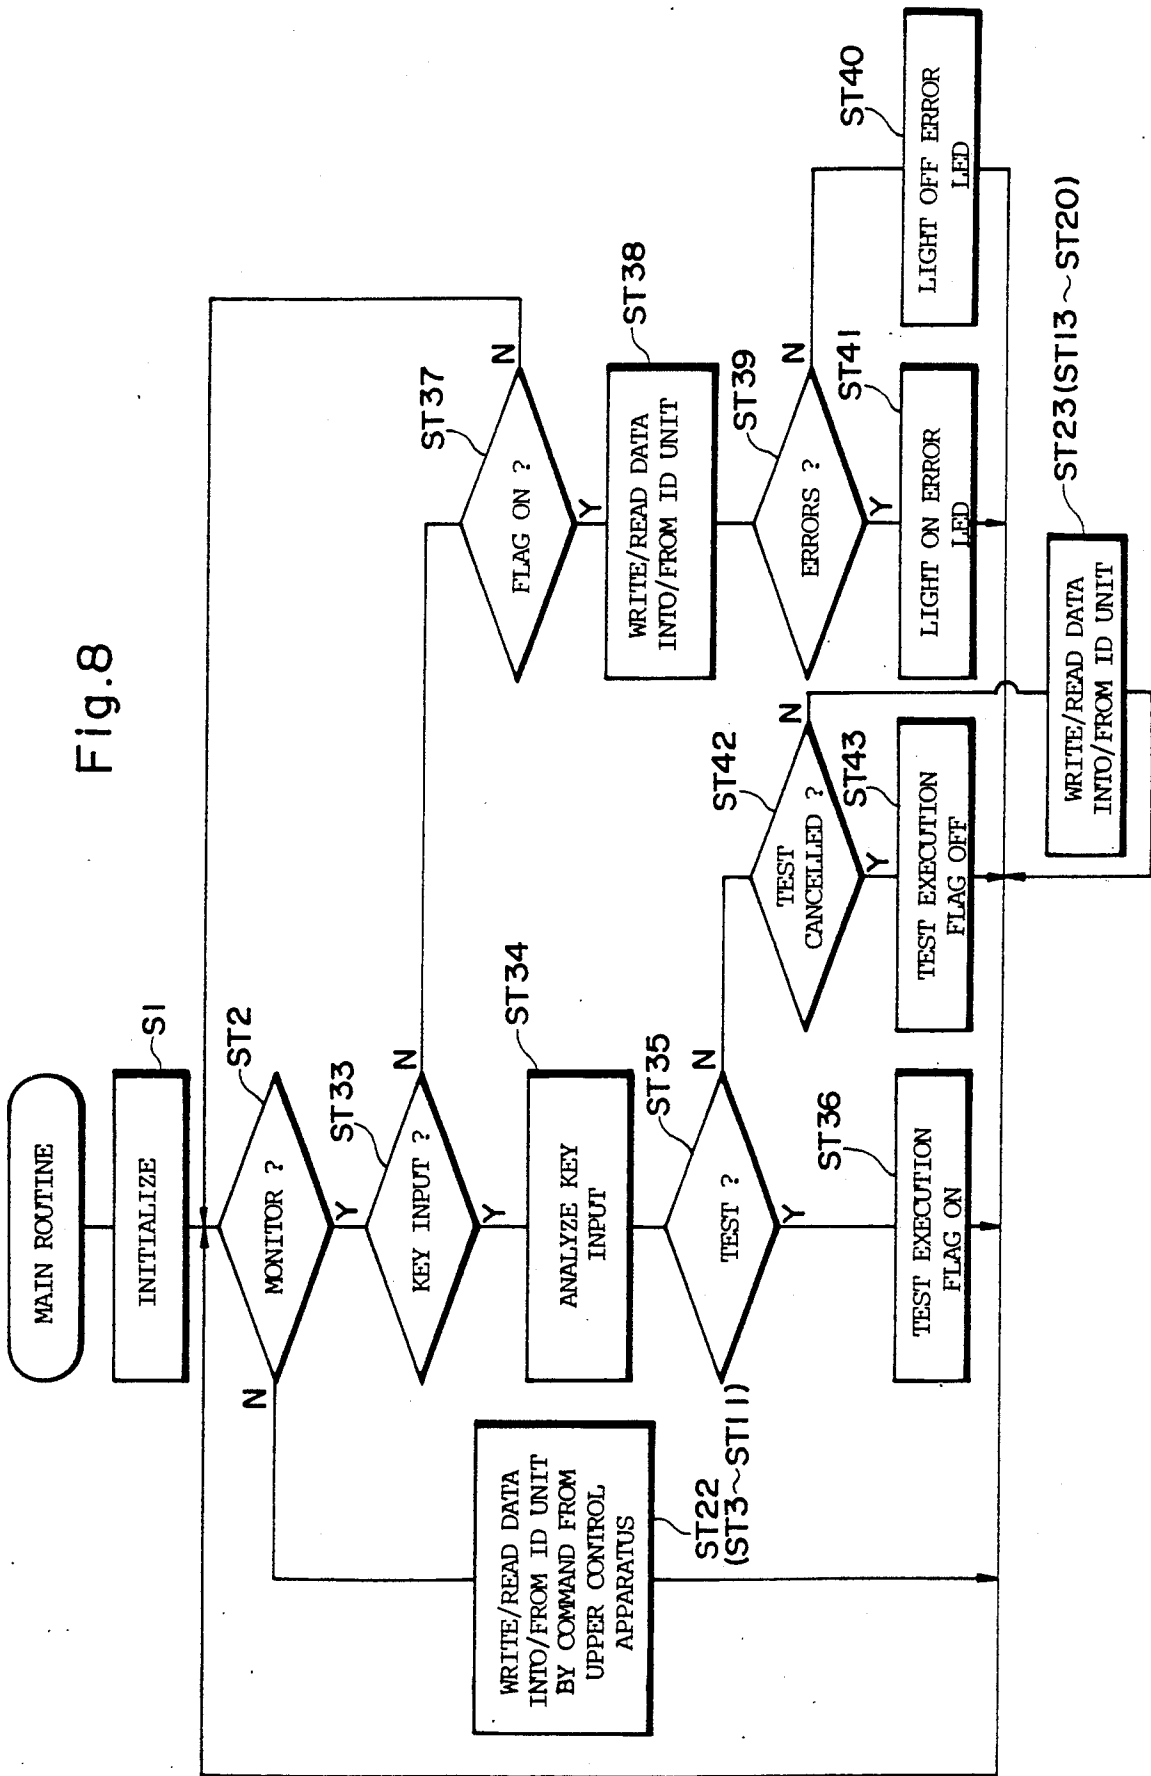 Fig.8
MAIN ROUTINE
INITIALIZE
S1
MONITOR ?
ST2
N
Y
KEY INPUT ?
ST33
N
Y
WRITE/READ DATA
INTO/FROM ID UNIT
BY COMMAND FROM
UPPER CONTROL
APPARATUS
ST22
(ST3~ST11)
ANALYZE KEY
INPUT
ST34
TEST ?
ST35
N
Y
TEST EXECUTION
FLAG ON
ST36
TEST
CANCELLED ?
ST42
N
Y
TEST EXECUTION
FLAG OFF
ST43
FLAG ON ?
ST37
N
Y
WRITE/READ DATA
INTO/FROM ID UNIT
ST38
ERRORS ?
ST39
N
Y
LIGHT ON ERROR
LED
ST41
LIGHT OFF ERROR
LED
ST40
WRITE/READ DATA
INTO/FROM ID UNIT
ST23(ST13~ST20)